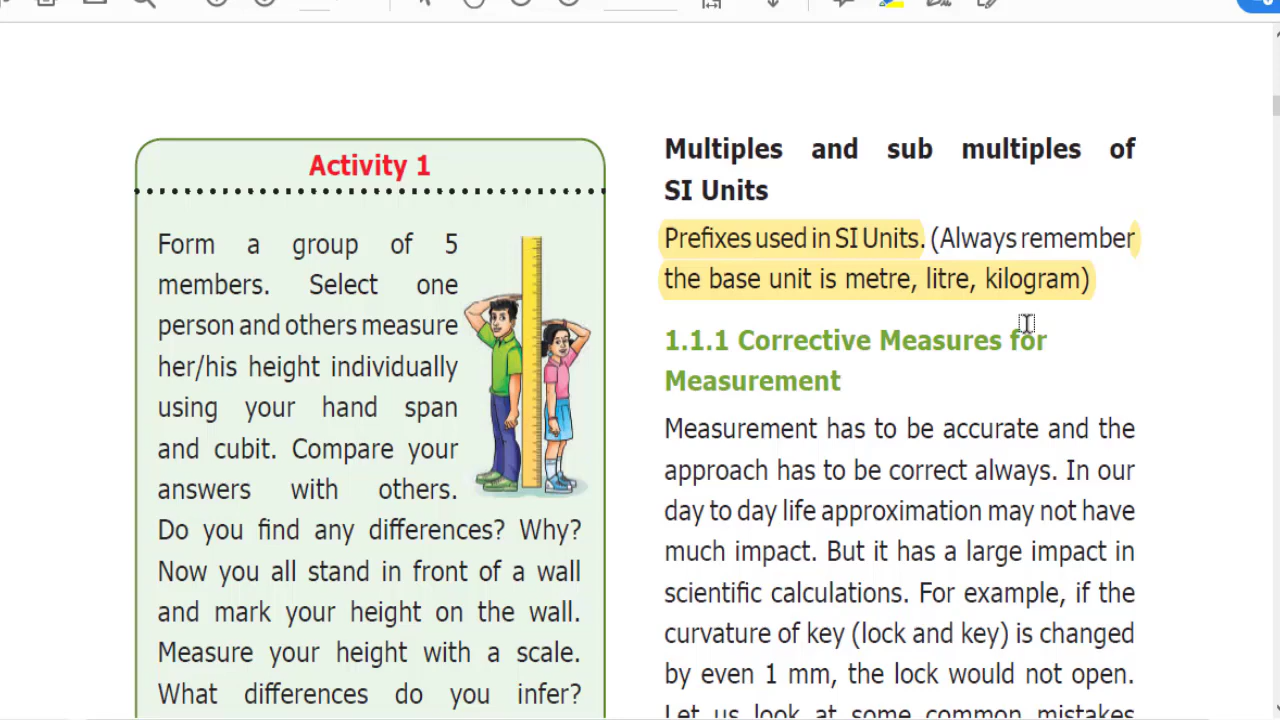 Activity 1
Form a group of 5
members. Select one
person and others measure
her/his height individually
using your hand span
and cubit. Compare your
answers with others.
Do you find any differences? Why?
Now you all stand in front of a wall
and mark your height on the wall.
Measure your height with a scale.
What differences do you infer?
Multiples and sub multiples of
SI Units
Prefixes used in SI Units. (Always remember
the base unit is metre, litre, kilogram)
1.1.1 Corrective Measures for
Measurement
Measurement has to be accurate and the
approach has to be correct always. In our
day to day life approximation may not have
much impact. But it has a large impact in
scientific calculations. For example, if the
curvature of key (lock and key) is changed
by even 1 mm, the lock would not open.
Let us look at some common mistakes